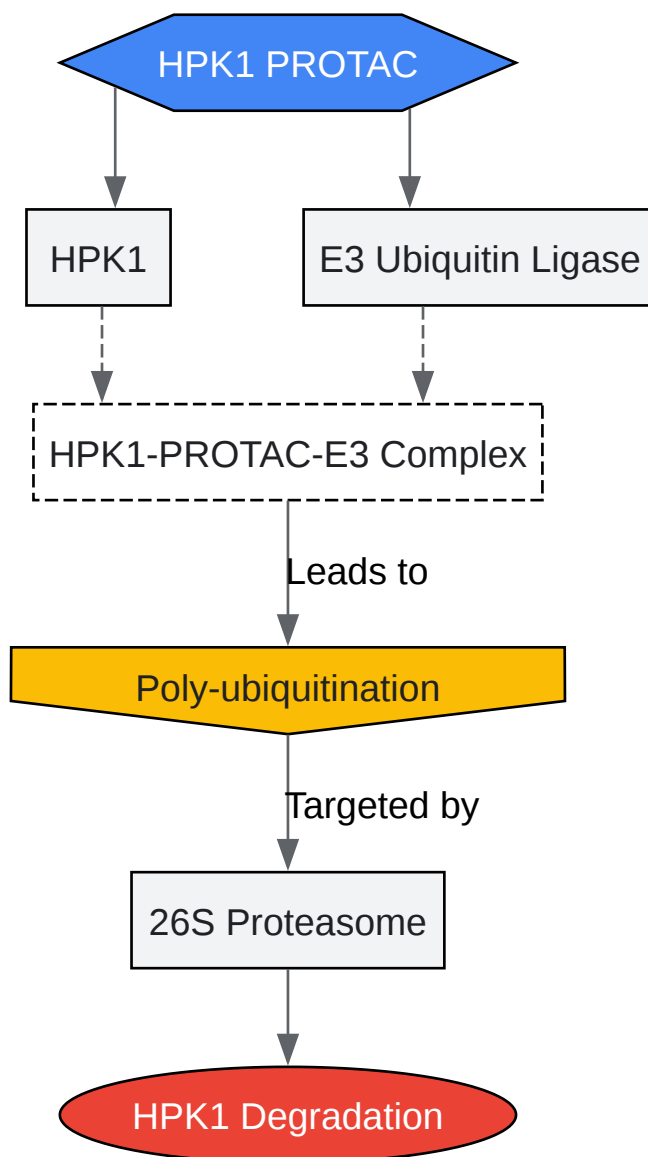 HPK1 PROTAC
HPK1
E3 Ubiquitin Ligase
HPK1-PROTAC-E3 Complex
Leads to
Poly-ubiquitination
Targeted by
26S Proteasome
HPK1 Degradation